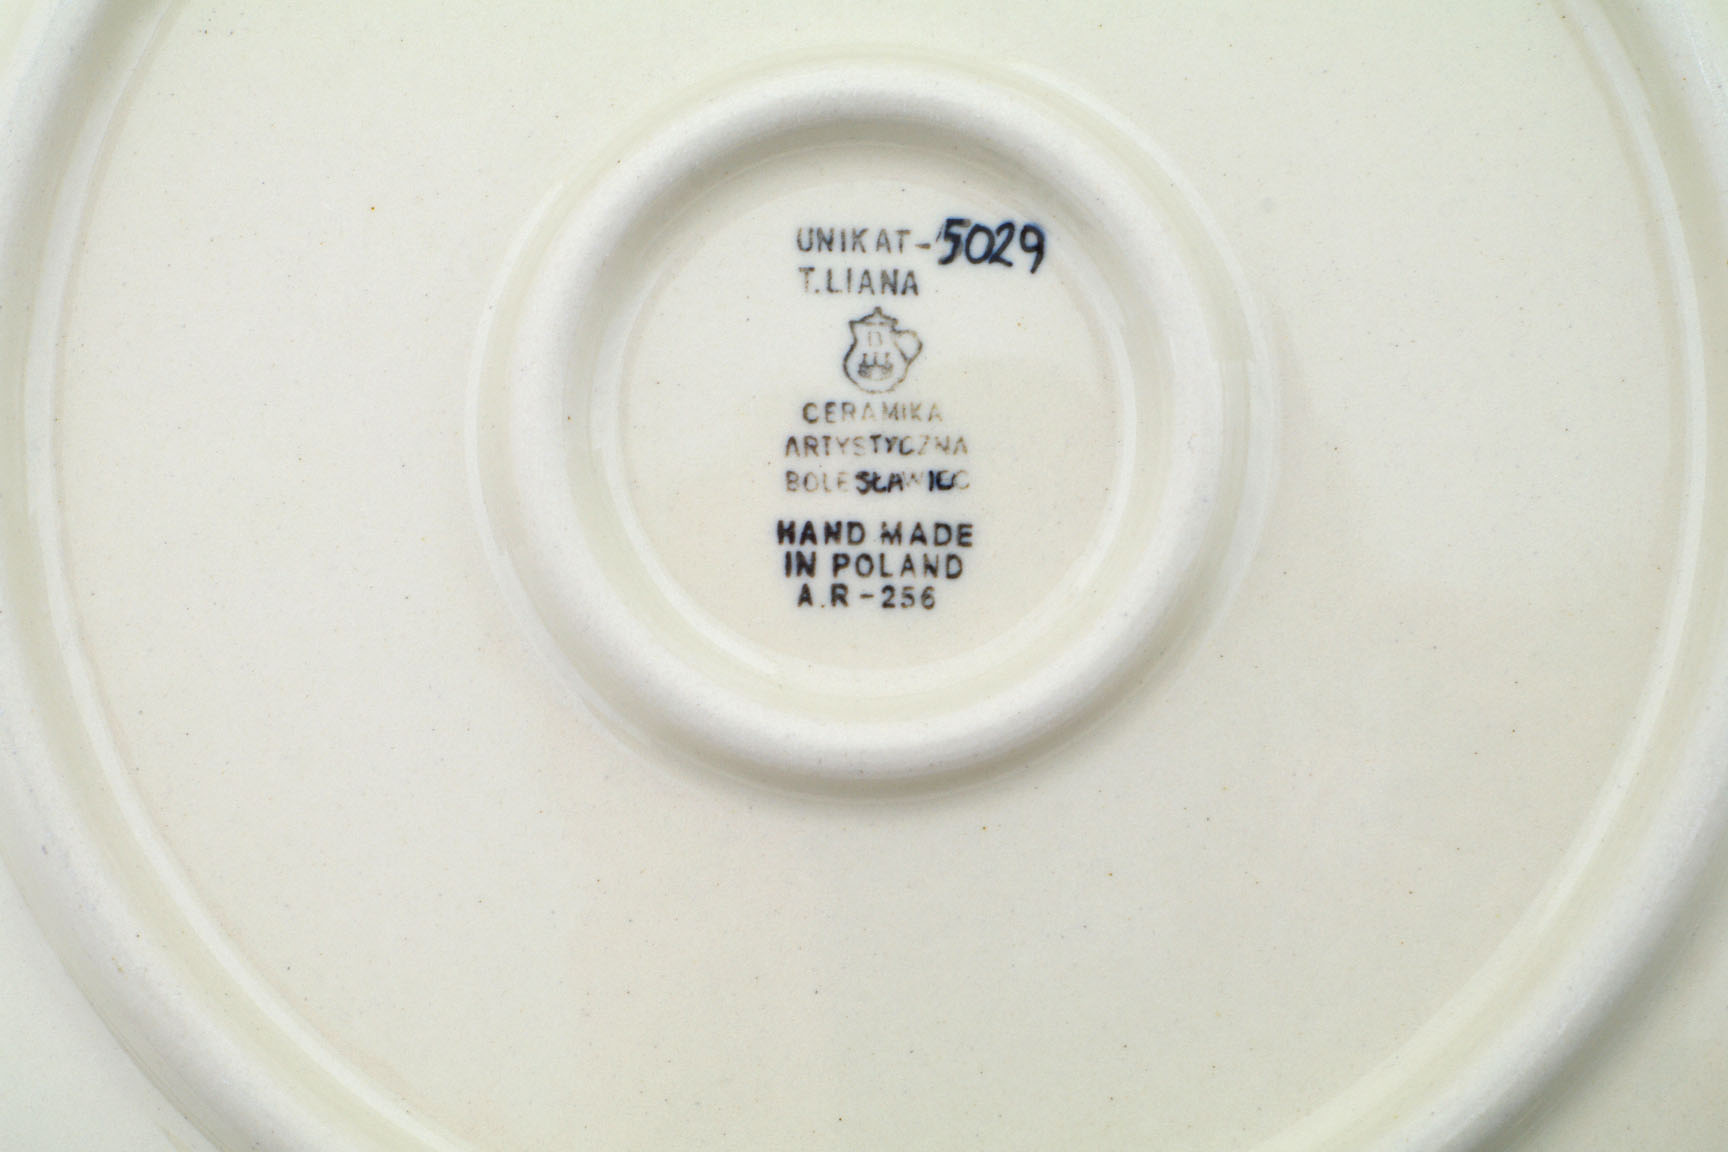 UNIKAT-5029
T.LIANA
B
CERAMIKA
ARTYSTYCZNA
BOLESŁAWIEC
HAND MADE
IN POLAND
A.R-256